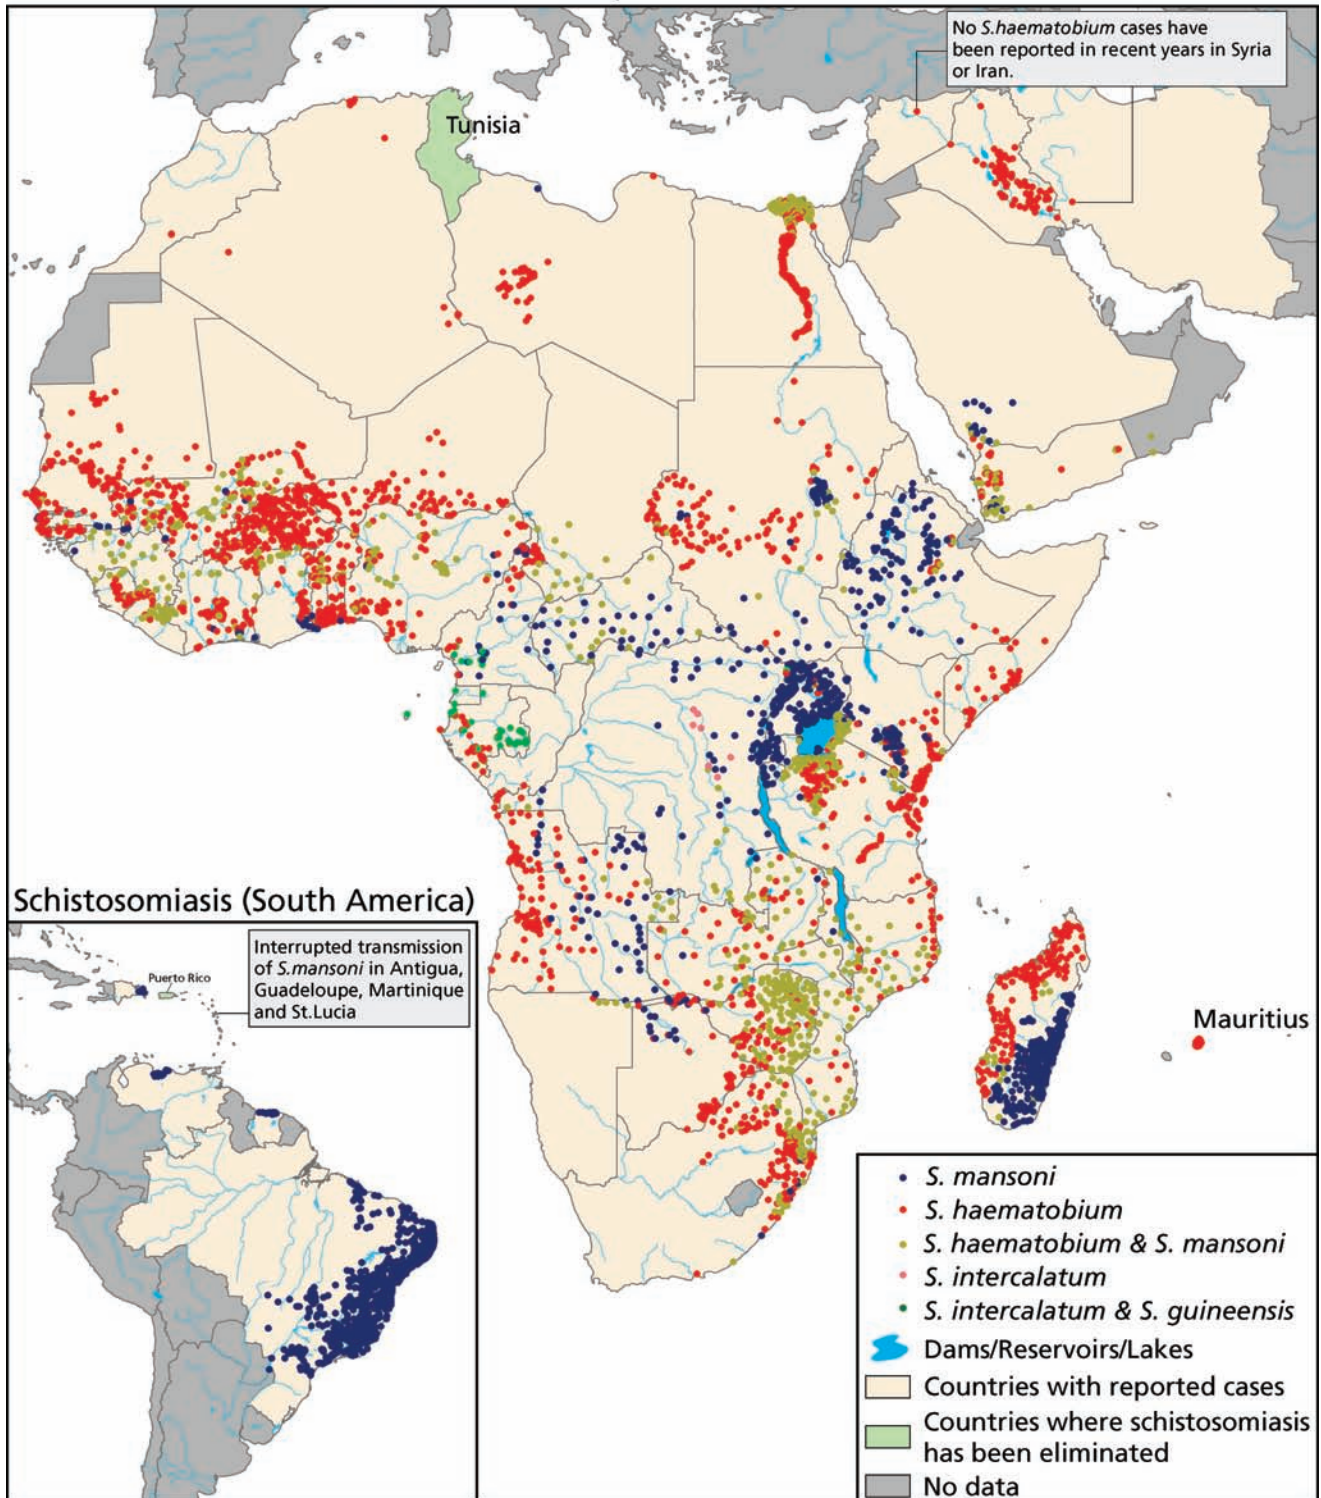 No S.haematobium cases have
been reported in recent years in Syria
or Iran.
Tunisia
Schistosomiasis (South America)
Interrupted transmission
of S.mansoni in Antigua,
Guadeloupe, Martinique
and St.Lucia
Puerto Rico
Mauritius
S. mansoni
S. haematobium
S. haematobium & S. mansoni
S. intercalatum
S. intercalatum & S. guineensis
Dams/Reservoirs/Lakes
Countries with reported cases
Countries where schistosomiasis
has been eliminated
No data